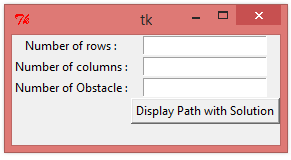 tk
Number of rows :
Number of columns :
Number of Obstacle :
Display Path with Solution